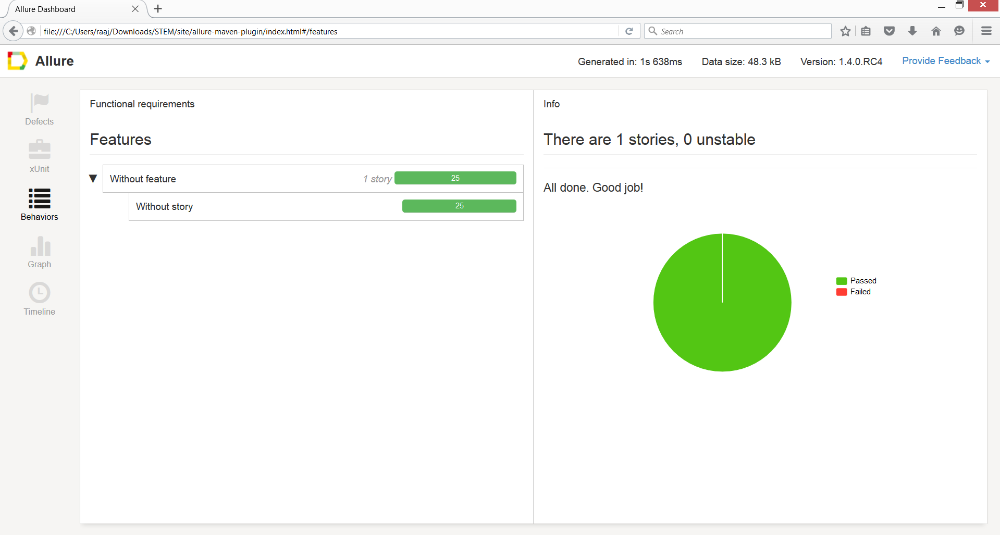 Allure Dashboard
file:///C:/Users/raaj/Downloads/STEM/site/allure-maven-plugin/index.html#/features
Search
Allure
Generated in: 1s 638ms
Data size: 48.3 kB
Version: 1.4.0.RC4
Provide Feedback
Defects
xUnit
Behaviors
Graph
Timeline
Functional requirements
Features
Without feature
1 story
25
Without story
25
Info
There are 1 stories, 0 unstable
All done. Good job!
Passed
Failed